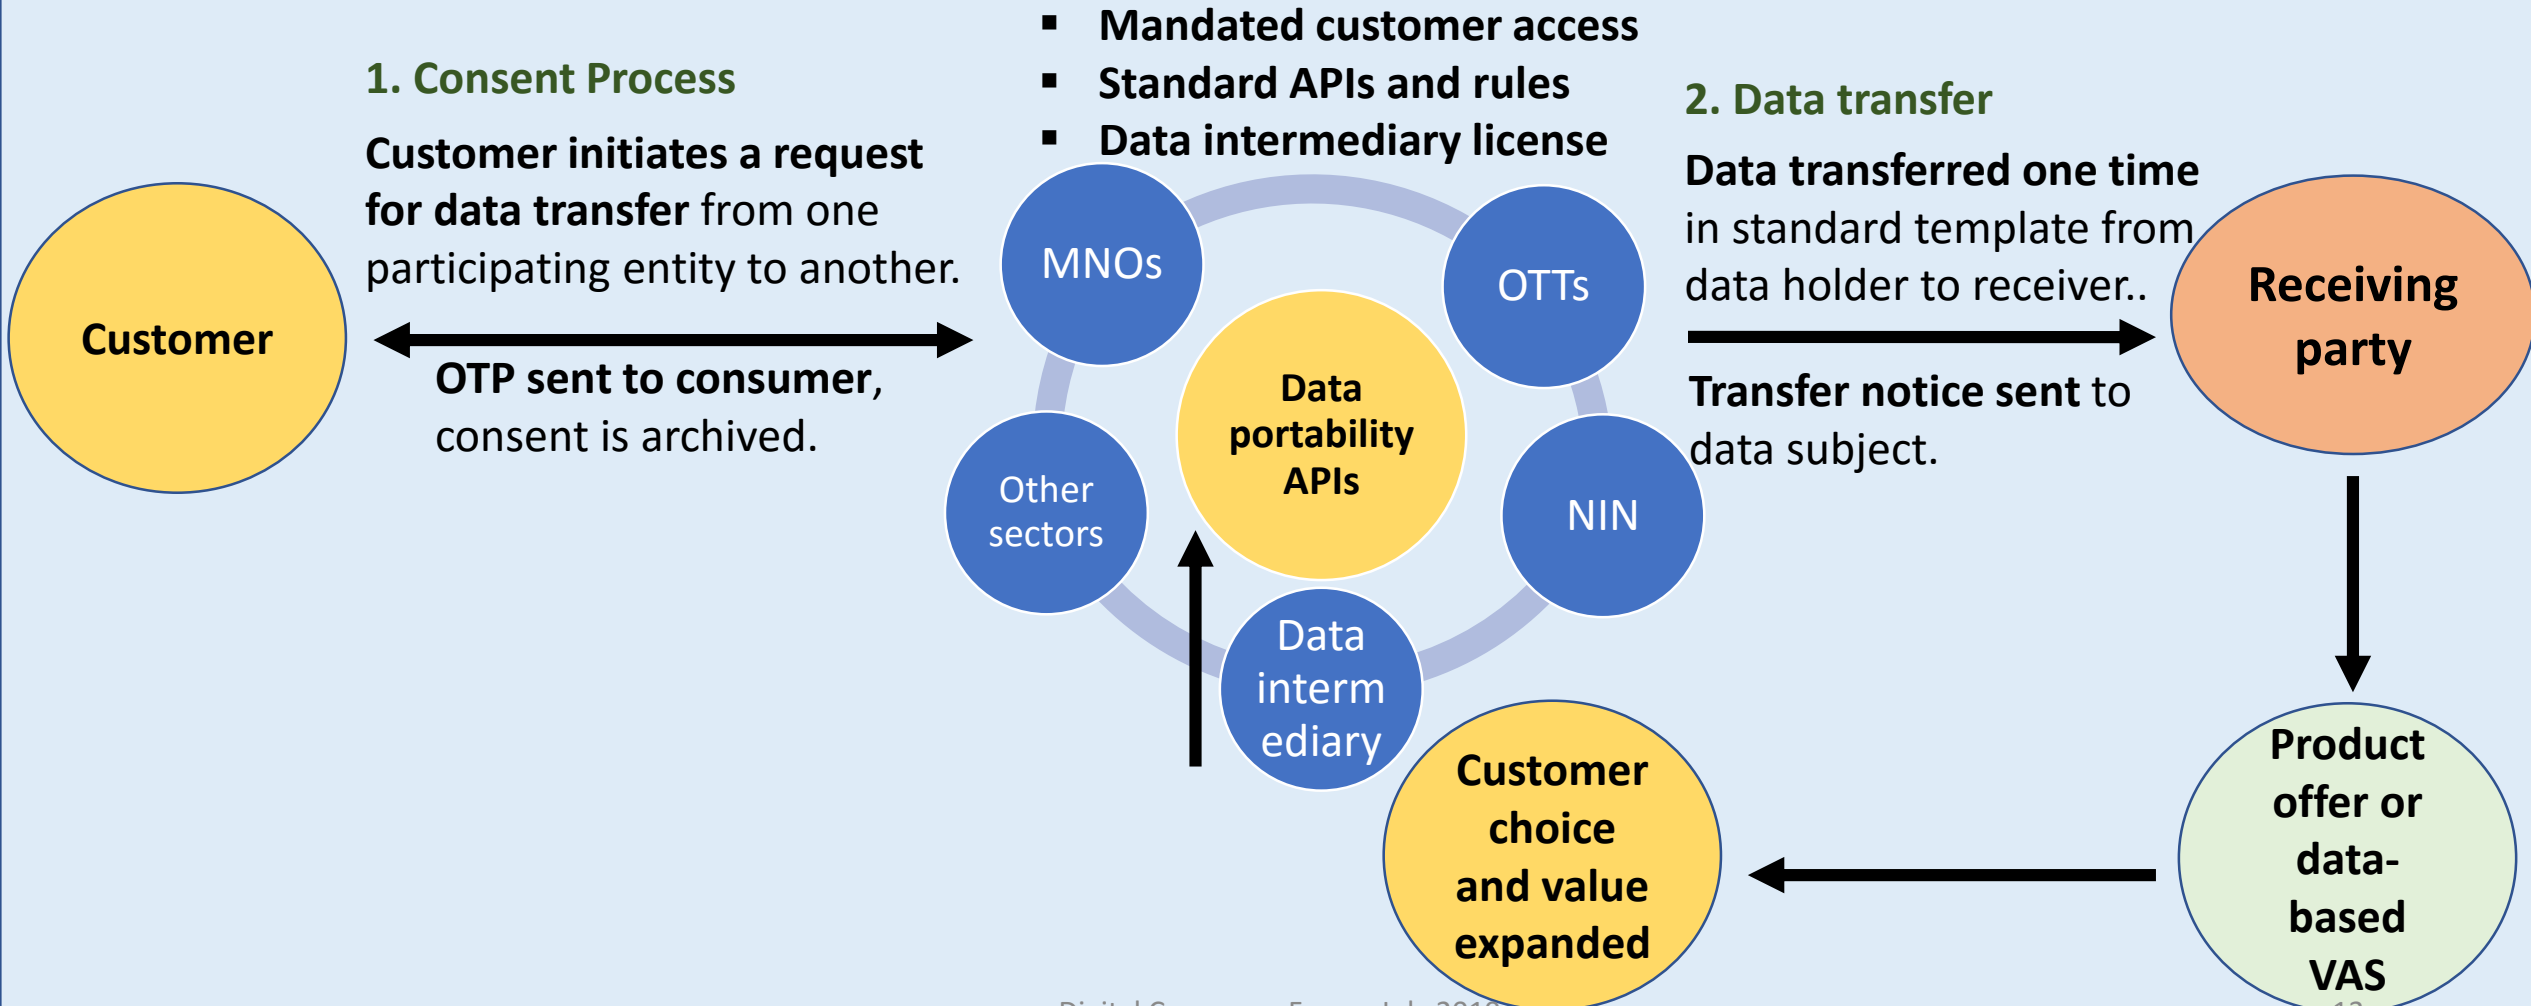 ▪ Mandated customer access
▪ Standard APIs and rules
▪ Data intermediary license
1. Consent Process
Customer initiates a request
for data transfer from one
participating entity to another.
OTP sent to consumer,
consent is archived.
2. Data transfer
Data transferred one time
in standard template from
data holder to receiver..
Transfer notice sent to
data subject.
Customer
MNOs
OTTs
Data
portability
APIs
Other
sectors
NIN
Data
interm
ediary
Receiving
party
Product
offer or
data-
based
VAS
Customer
choice
and value
expanded